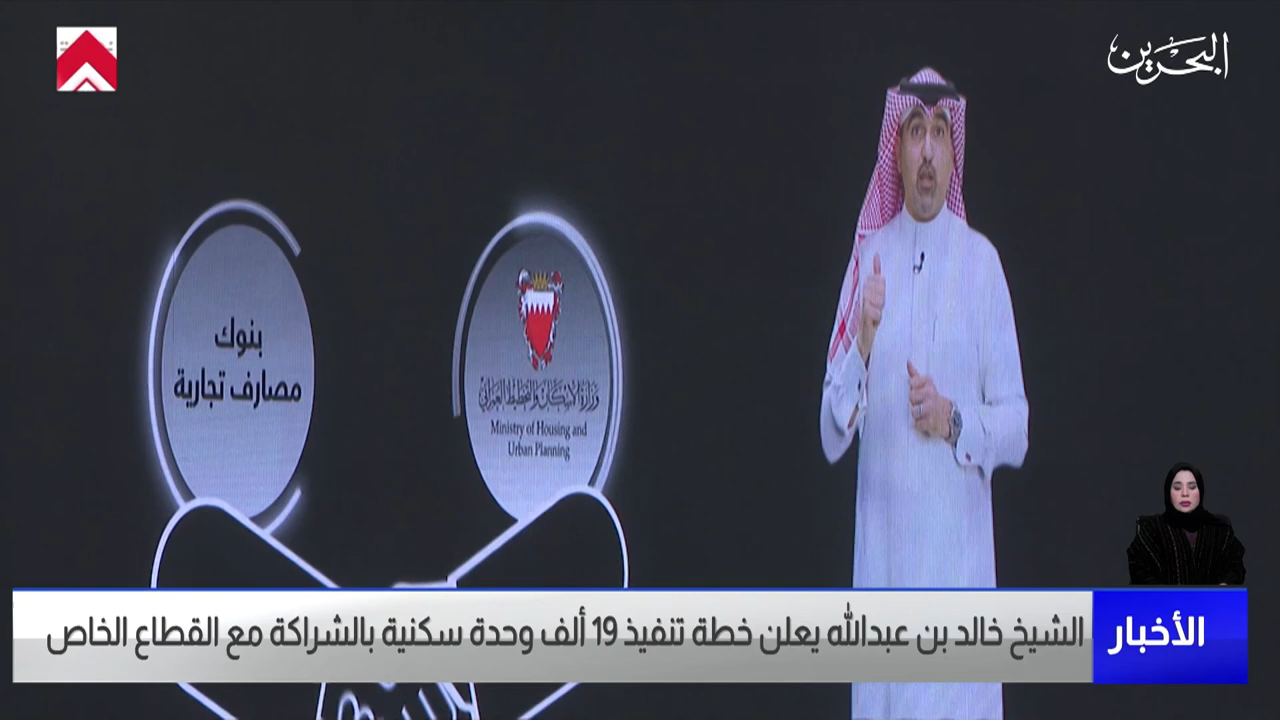 البحرين
بنوك
مصارف تجارية
وزارة الإسكان والتخطيط العمراني
Ministry of Housing and
Urban Planning
الأخبار
الشيخ خالد بن عبدالله يعلن خطة تنفيذ 19 ألف وحدة سكنية بالشراكة مع القطاع الخاص